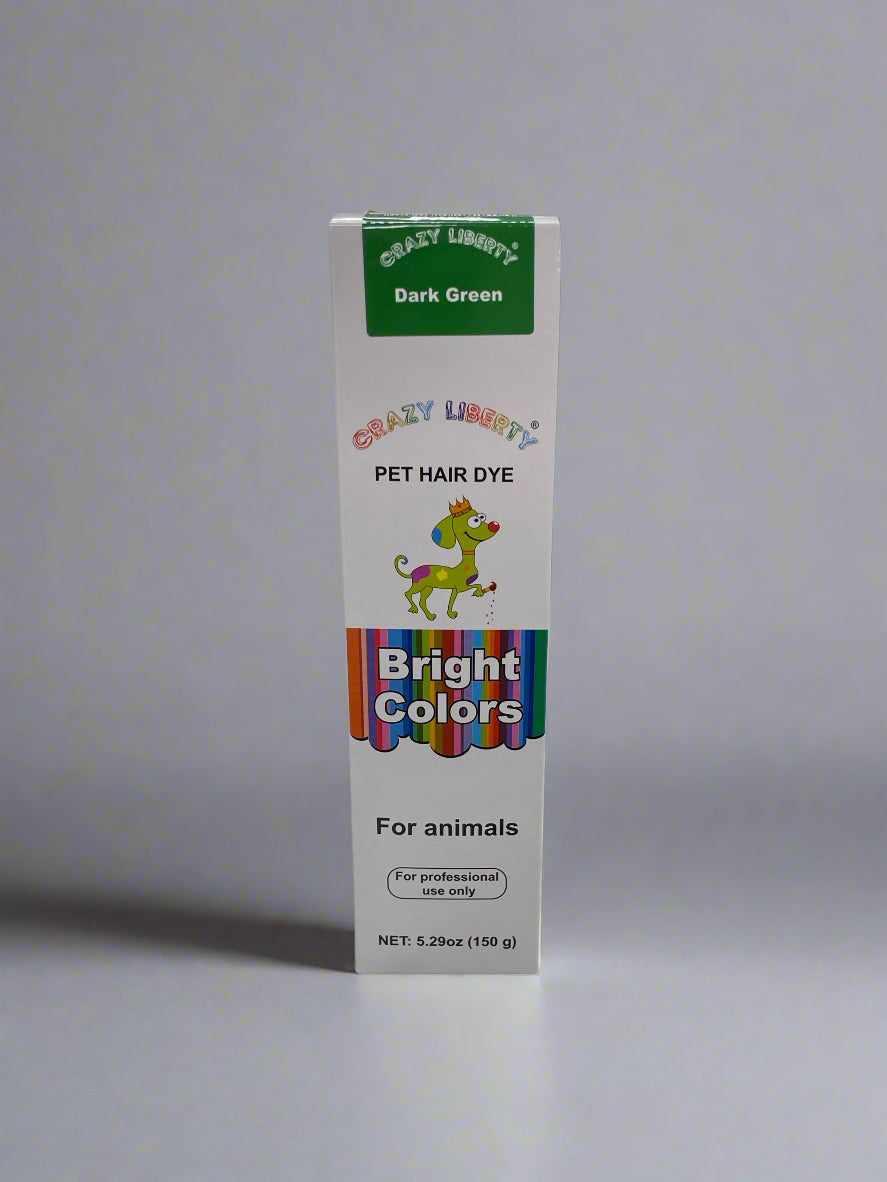 CRAZY LIBERTY®
Dark Green
CRAZY LIBERTY®
PET HAIR DYE
Bright
Colors
For animals
For professional
use only
NET: 5.29oz (150 g)